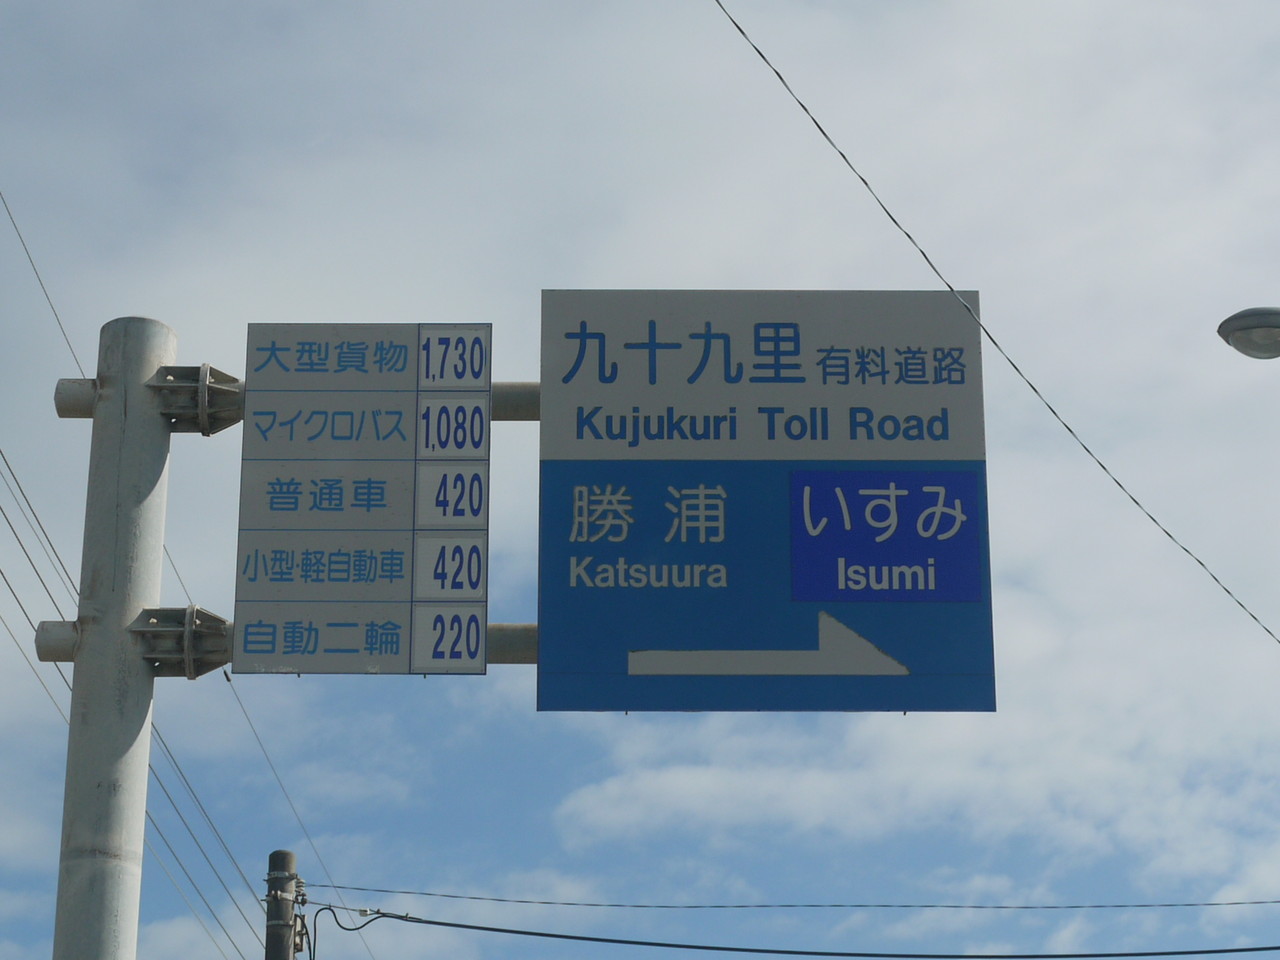 大型貨物 1,730
マイクロバス 1,080
普通車 420
小型・軽自動車 420
自動二輪 220
九十九里 有料道路
Kujukuri Toll Road
勝浦 いすみ
Katsuura Isumi